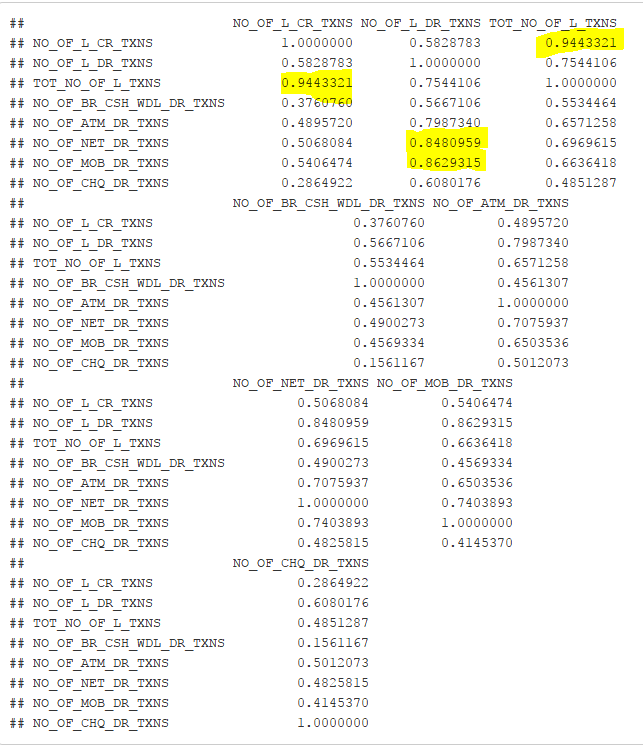 ## NO_OF_L_CR_TXNS NO_OF_L_DR_TXNS TOT_NO_OF_L_TXNS
## NO_OF_L_CR_TXNS 1.0000000 0.5828783 0.9443321
## NO_OF_L_DR_TXNS 0.5828783 1.0000000 0.7544106
## TOT_NO_OF_L_TXNS 0.9443321 0.7544106 1.0000000
## NO_OF_BR_CSH_WDL_DR_TXNS 0.3760760 0.5667106 0.5534464
## NO_OF_ATM_DR_TXNS 0.4895720 0.7987340 0.6571258
## NO_OF_NET_DR_TXNS 0.5068084 0.8480959 0.6969615
## NO_OF_MOB_DR_TXNS 0.5406474 0.8629315 0.6636418
## NO_OF_CHQ_DR_TXNS 0.2864922 0.6080176 0.4851287
## NO_OF_BR_CSH_WDL_DR_TXNS NO_OF_ATM_DR_TXNS
## NO_OF_L_CR_TXNS 0.3760760 0.4895720
## NO_OF_L_DR_TXNS 0.5667106 0.7987340
## TOT_NO_OF_L_TXNS 0.5534464 0.6571258
## NO_OF_BR_CSH_WDL_DR_TXNS 1.0000000 0.4561307
## NO_OF_ATM_DR_TXNS 0.4561307 1.0000000
## NO_OF_NET_DR_TXNS 0.4900273 0.7075937
## NO_OF_MOB_DR_TXNS 0.4569334 0.6503536
## NO_OF_CHQ_DR_TXNS 0.1561167 0.5012073
## NO_OF_NET_DR_TXNS NO_OF_MOB_DR_TXNS
## NO_OF_L_CR_TXNS 0.5068084 0.5406474
## NO_OF_L_DR_TXNS 0.8480959 0.8629315
## TOT_NO_OF_L_TXNS 0.6969615 0.6636418
## NO_OF_BR_CSH_WDL_DR_TXNS 0.4900273 0.4569334
## NO_OF_ATM_DR_TXNS 0.7075937 0.6503536
## NO_OF_NET_DR_TXNS 1.0000000 0.7403893
## NO_OF_MOB_DR_TXNS 0.7403893 1.0000000
## NO_OF_CHQ_DR_TXNS 0.4825815 0.4145370
## NO_OF_CHQ_DR_TXNS
## NO_OF_L_CR_TXNS 0.2864922
## NO_OF_L_DR_TXNS 0.6080176
## TOT_NO_OF_L_TXNS 0.4851287
## NO_OF_BR_CSH_WDL_DR_TXNS 0.1561167
## NO_OF_ATM_DR_TXNS 0.5012073
## NO_OF_NET_DR_TXNS 0.4825815
## NO_OF_MOB_DR_TXNS 0.4145370
## NO_OF_CHQ_DR_TXNS 1.0000000